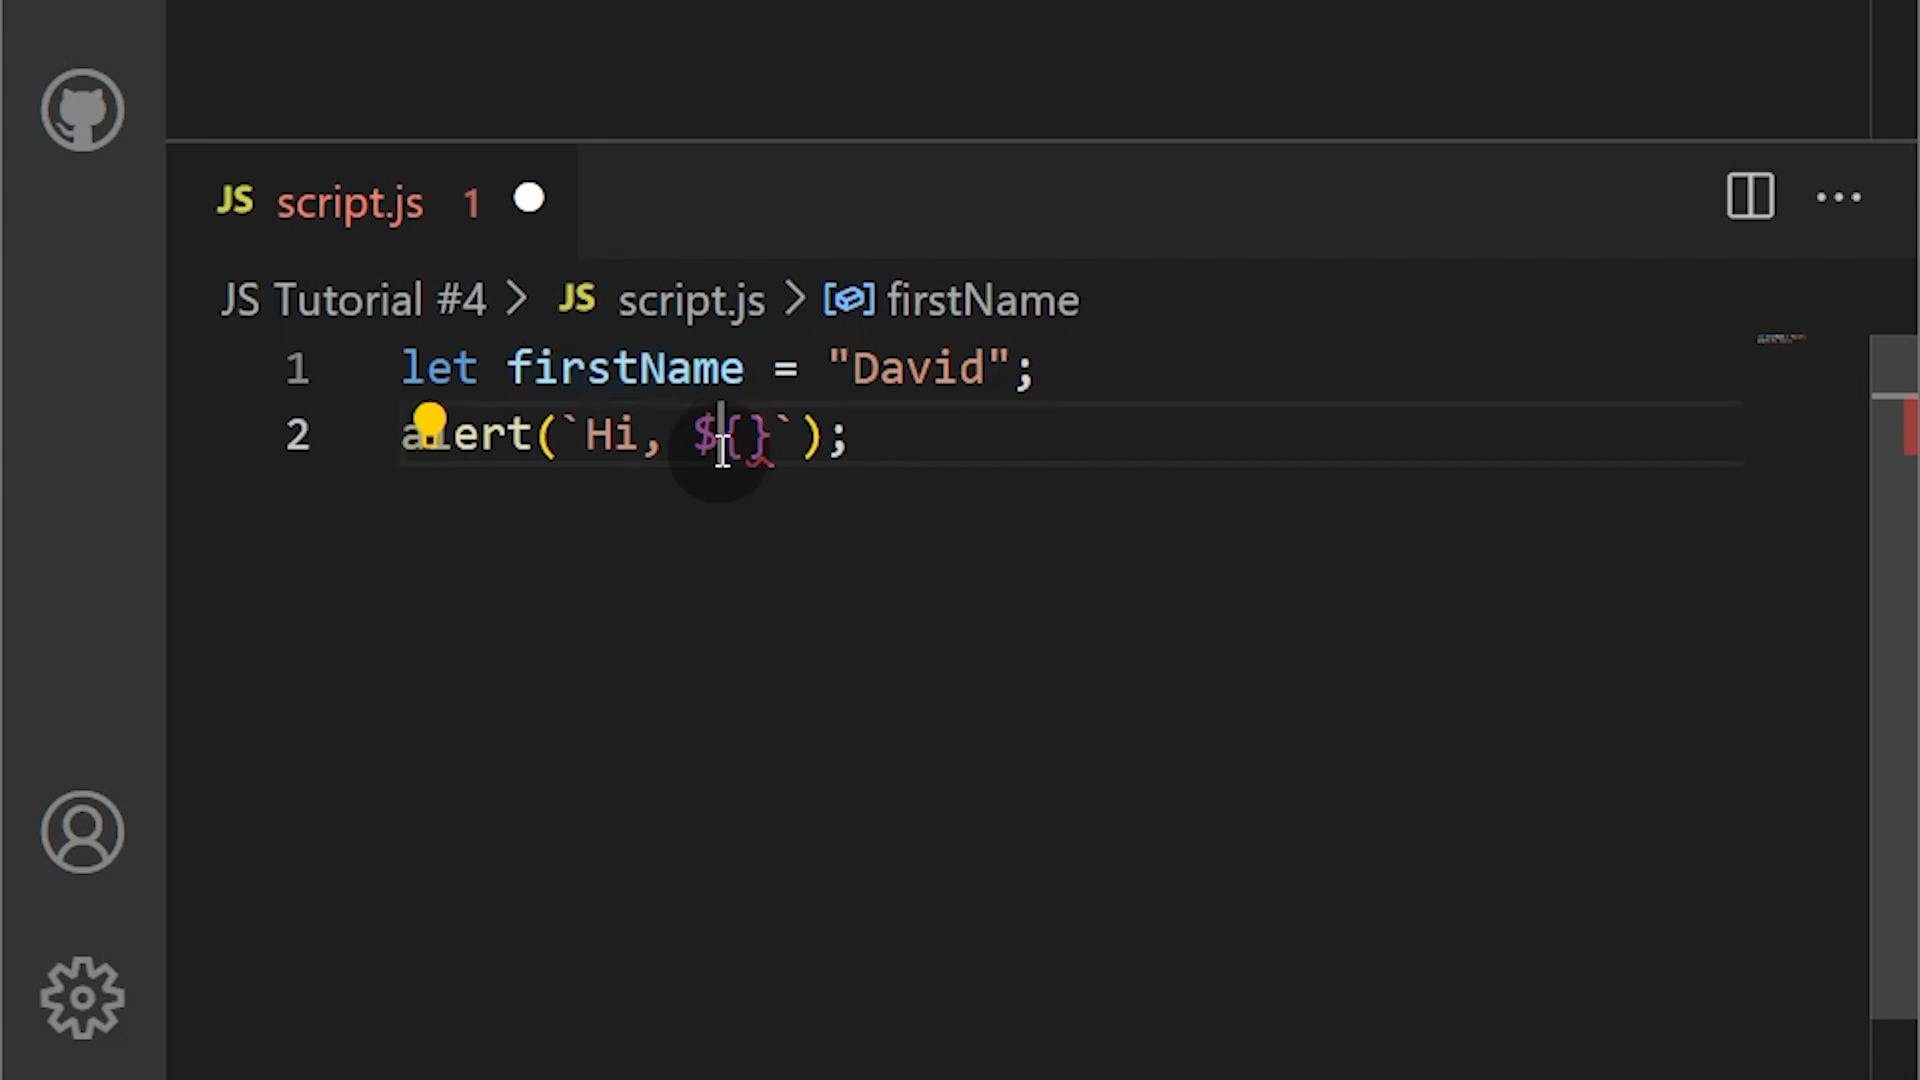 JS script.js 1
JS Tutorial #4 > JS script.js > firstName
1 let firstName = "David";
2 alert(`Hi, ${}`);